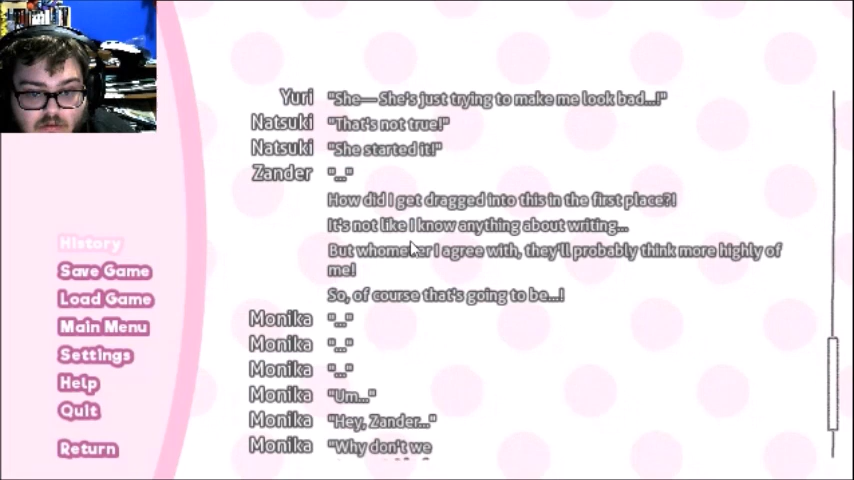 Yuri "She— She's just trying to make me look bad...!"
Natsuki "That's not true!"
Natsuki "She started it!"
Zander "..."
How did I get dragged into this in the first place?!
It's not like I know anything about writing...
But whomever I agree with, they'll probably think more highly of
me!
So, of course that's going to be...!
Monika "..."
Monika "..."
Monika "..."
Monika "Um..."
Monika "Hey, Zander..."
Monika "Why don't we
History
Save Game
Load Game
Main Menu
Settings
Help
Quit
Return